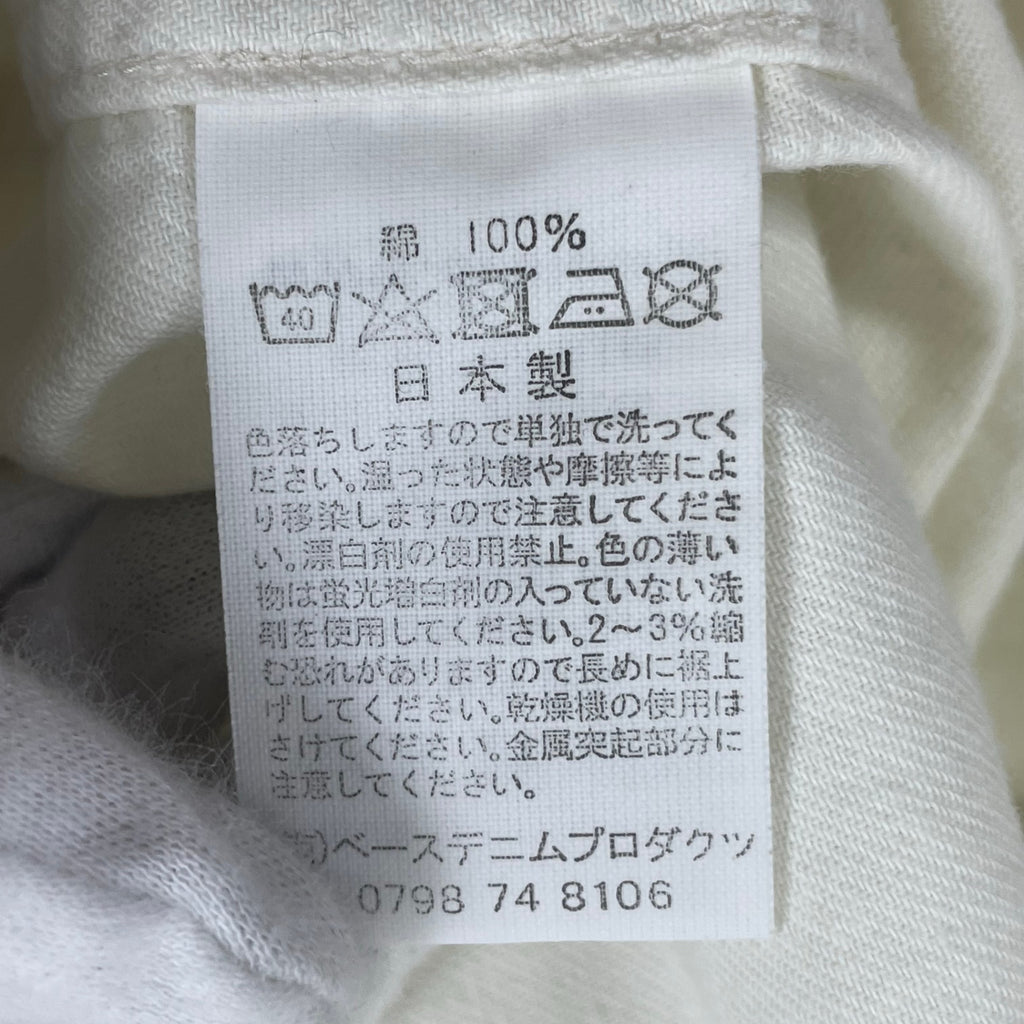 綿 100%
40
日本製
色落ちしますので単独で洗ってく
ださい。湿った状態や摩擦等によ
り移染しますので注意してくださ
い。漂白剤の使用禁止。色の薄い
物は蛍光増白剤の入っていない洗
剤を使用してください。2～3%縮
む恐れがありますので長めに裾上
げしてください。乾燥機の使用は
さけてください。金属突起部分に
注意してください。
)ベースデニムプロダクツ
0798 74 8106